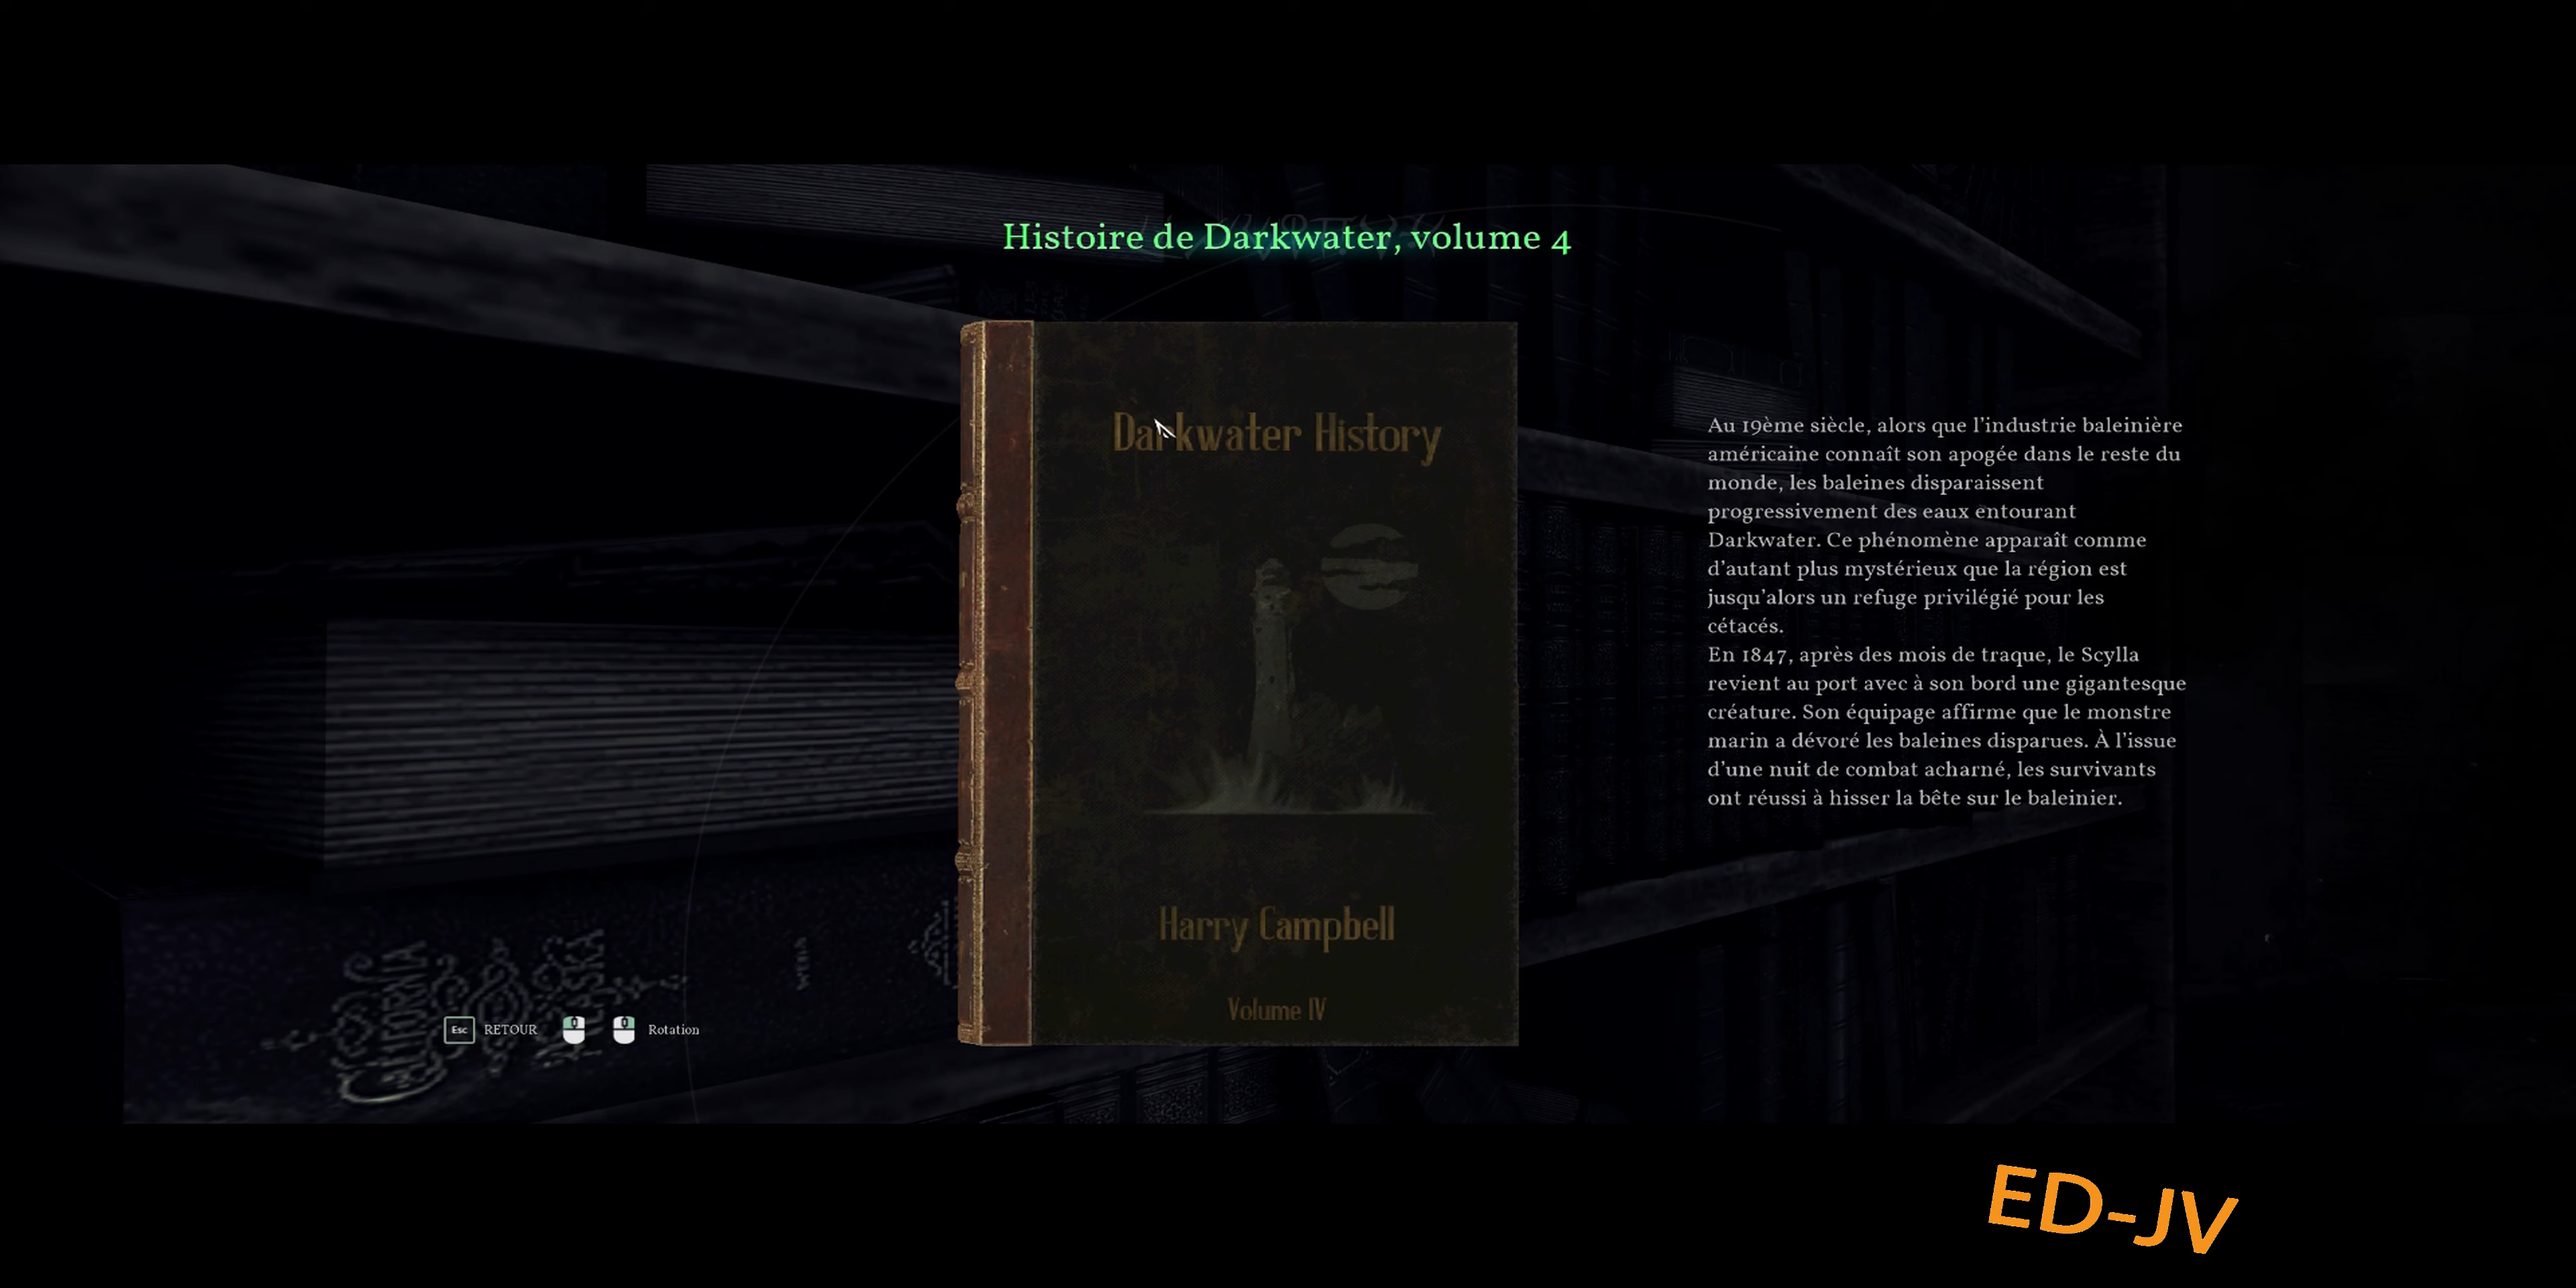 Histoire de Darkwater, volume 4
Darkwater History
Harry Campbell
Volume IV
Au 19ème siècle, alors que l'industrie baleinière
américaine connaît son apogée dans le reste du
monde, les baleines disparaissent
progressivement des eaux entourant
Darkwater. Ce phénomène apparaît comme
d'autant plus mystérieux que la région est
jusqu'alors un refuge privilégié pour les
cétacés.
En 1847, après des mois de traque, le Scylla
revient au port avec à son bord une gigantesque
créature. Son équipage affirme que le monstre
marin a dévoré les baleines disparues. À l'issue
d'une nuit de combat acharné, les survivants
ont réussi à hisser la bête sur le baleinier.
Esc RETOUR Rotation
ED-JV